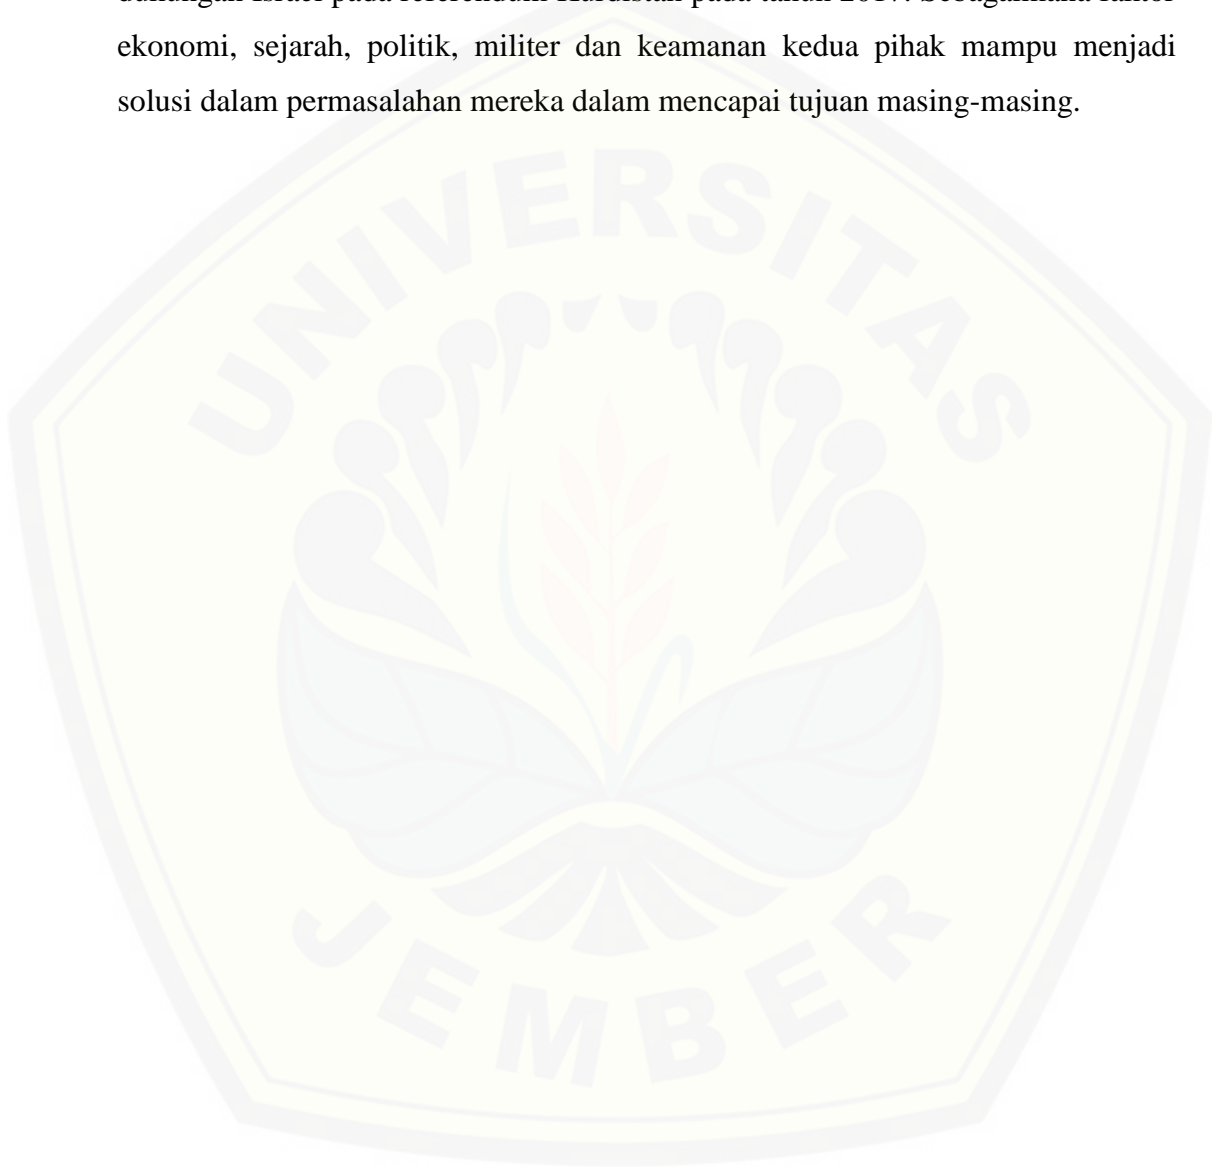 dukungan Israel pada referendum Kurdistan pada tahun 2017. Sebagaimana faktor
ekonomi, sejarah, politik, militer dan keamanan kedua pihak mampu menjadi
solusi dalam permasalahan mereka dalam mencapai tujuan masing-masing.
UNIVERSITAS
JEMBER